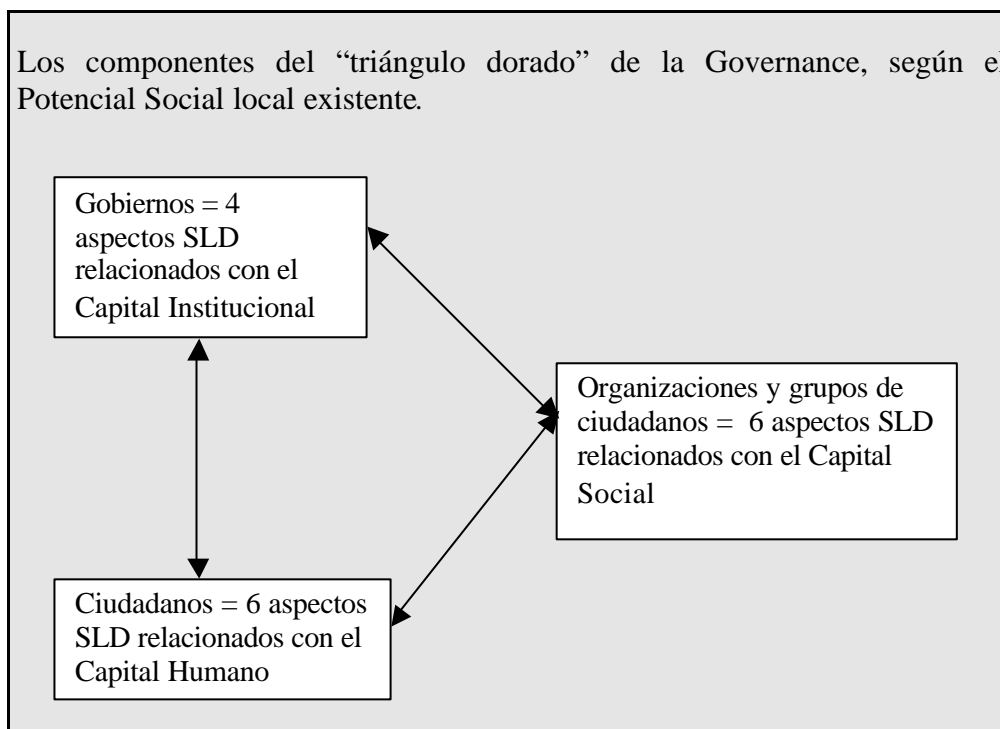 Los componentes del “triángulo dorado” de la Governance, según el
Potencial Social local existente.
Gobiernos = 4
aspectos SLD
relacionados con el
Capital Institucional
Organizaciones y grupos de
ciudadanos = 6 aspectos SLD
relacionados con el Capital
Social
Ciudadanos = 6 aspectos
SLD relacionados con el
Capital Humano